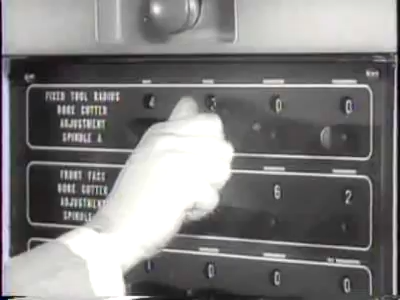 FIXED TOOL RADIUS
BORE CUTTER
ADJUSTMENT
SPINDLE A
4 5 0 0
FRONT FACE
BORE CUTTER
ADJUSTMENT
SPINDLE
6 2
0 0 0